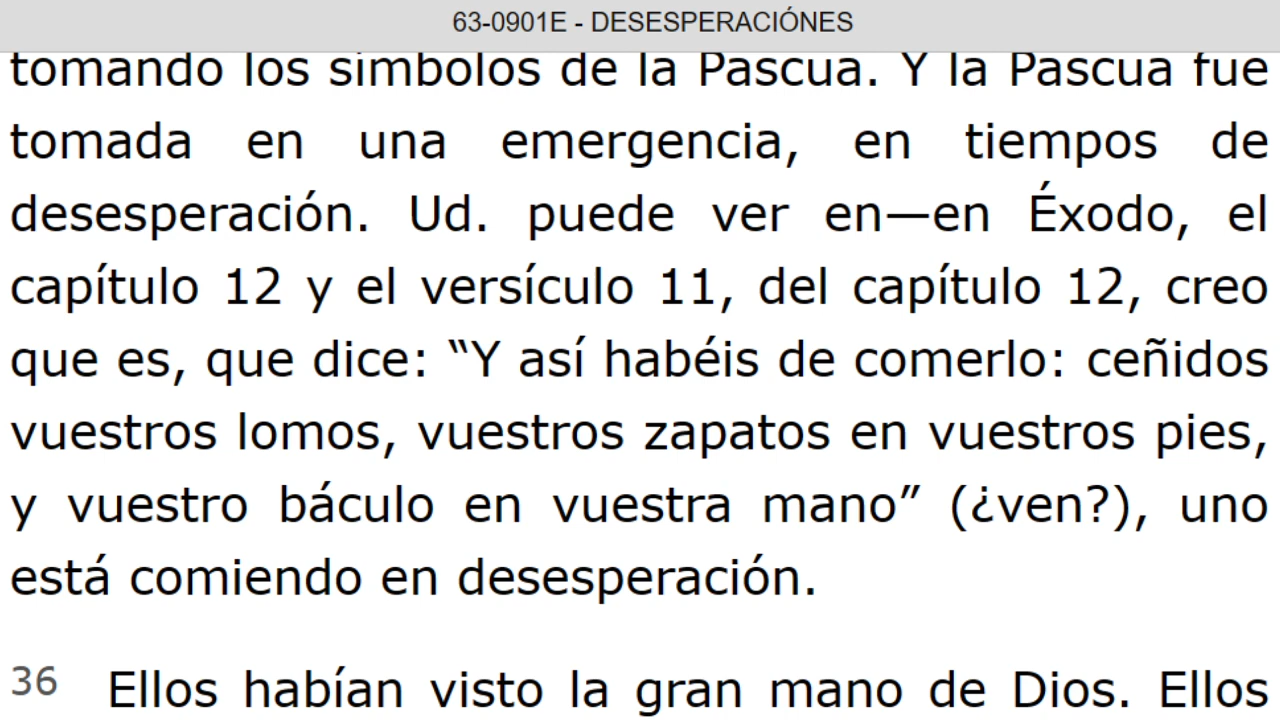 63-0901E - DESESPERACIÓNES
tomando los símbolos de la Pascua. Y la Pascua fue
tomada en una emergencia, en tiempos de
desesperación. Ud. puede ver en—en Éxodo, el
capítulo 12 y el versículo 11, del capítulo 12, creo
que es, que dice: “Y así habéis de comerlo: ceñidos
vuestros lomos, vuestros zapatos en vuestros pies,
y vuestro báculo en vuestra mano” (¿ven?), uno
está comiendo en desesperación.
36 Ellos habían visto la gran mano de Dios. Ellos